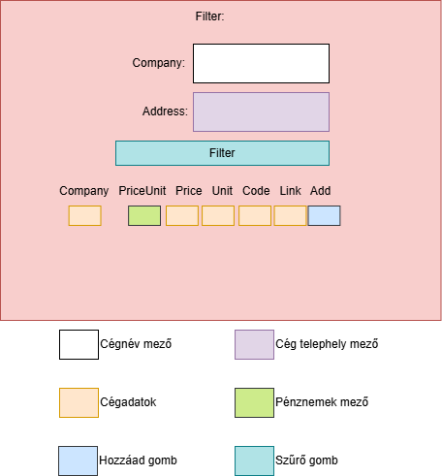 Filter:
Company:
Address:
Filter
Company PriceUnit Price Unit Code Link Add
Cégnév mező Cég telephely mező
Cégadatok Pénznemek mező
Hozzáad gomb Szűrő gomb